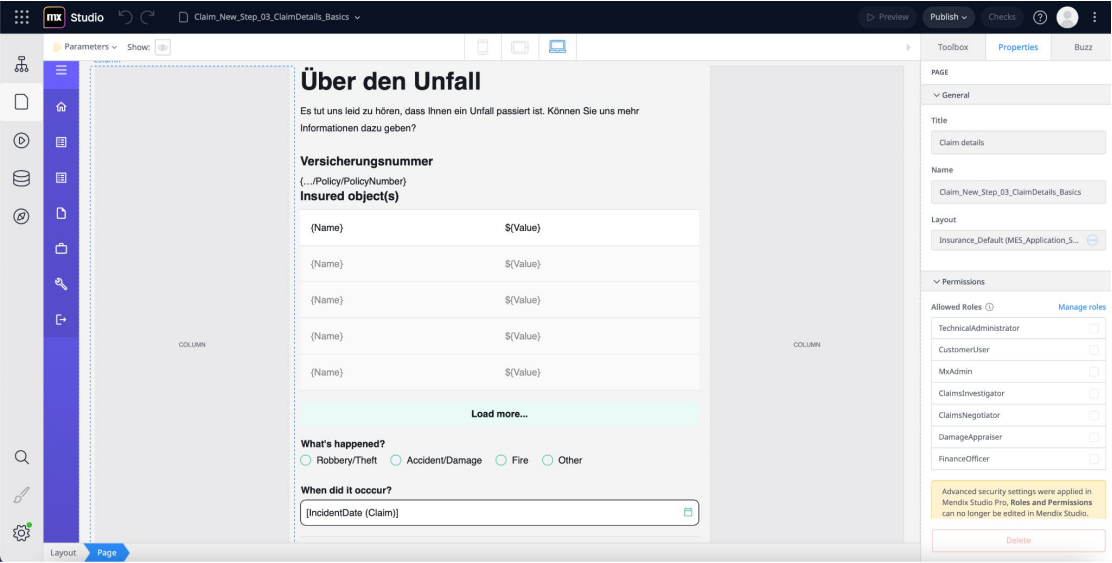 mx Studio
Claim_New_Step_03_ClaimDetails_Basics
Preview
Publish
Checks
Parameters
Show:
Toolbox
Properties
Buzz
column
Über den Unfall
Es tut uns leid zu hören, dass Ihnen ein Unfall passiert ist. Können Sie uns mehr
Informationen dazu geben?
Versicherungsnummer
{.../Policy/PolicyNumber}
Insured object(s)
{Name} ${Value}
{Name} ${Value}
{Name} ${Value}
{Name} ${Value}
{Name} ${Value}
Load more...
What's happened?
Robbery/Theft Accident/Damage Fire Other
When did it occcur?
[IncidentDate (Claim)]
COLUMN
COLUMN
Layout
Page
PAGE
General
Title
Claim details
Name
Claim_New_Step_03_ClaimDetails_Basics
Layout
Insurance_Default (MES_Application_S...
Permissions
Allowed Roles
Manage roles
TechnicalAdministrator
CustomerUser
MxAdmin
ClaimsInvestigator
ClaimsNegotiator
DamageAppraiser
FinanceOfficer
Advanced security settings were applied in
Mendix Studio Pro, Roles and Permissions
can no longer be edited in Mendix Studio.
Delete